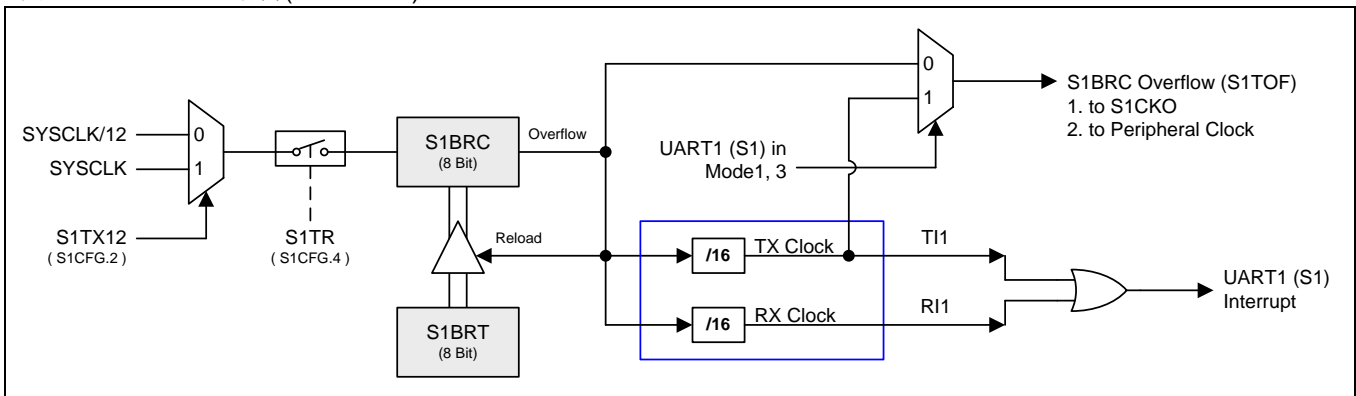 0
S1BRC Overflow (S1TOF)
1
1. to S1CKO
2. to Peripheral Clock
SYSCLK/12
0
SYSCLK
1
S1BRC
(8 Bit)
Overflow
UART1 (S1) in
Mode1, 3
S1TX12
( S1CFG.2 )
S1TR
( S1CFG.4 )
Reload
/16
TX Clock
TI1
UART1 (S1)
Interrupt
S1BRT
(8 Bit)
/16
RX Clock
RI1